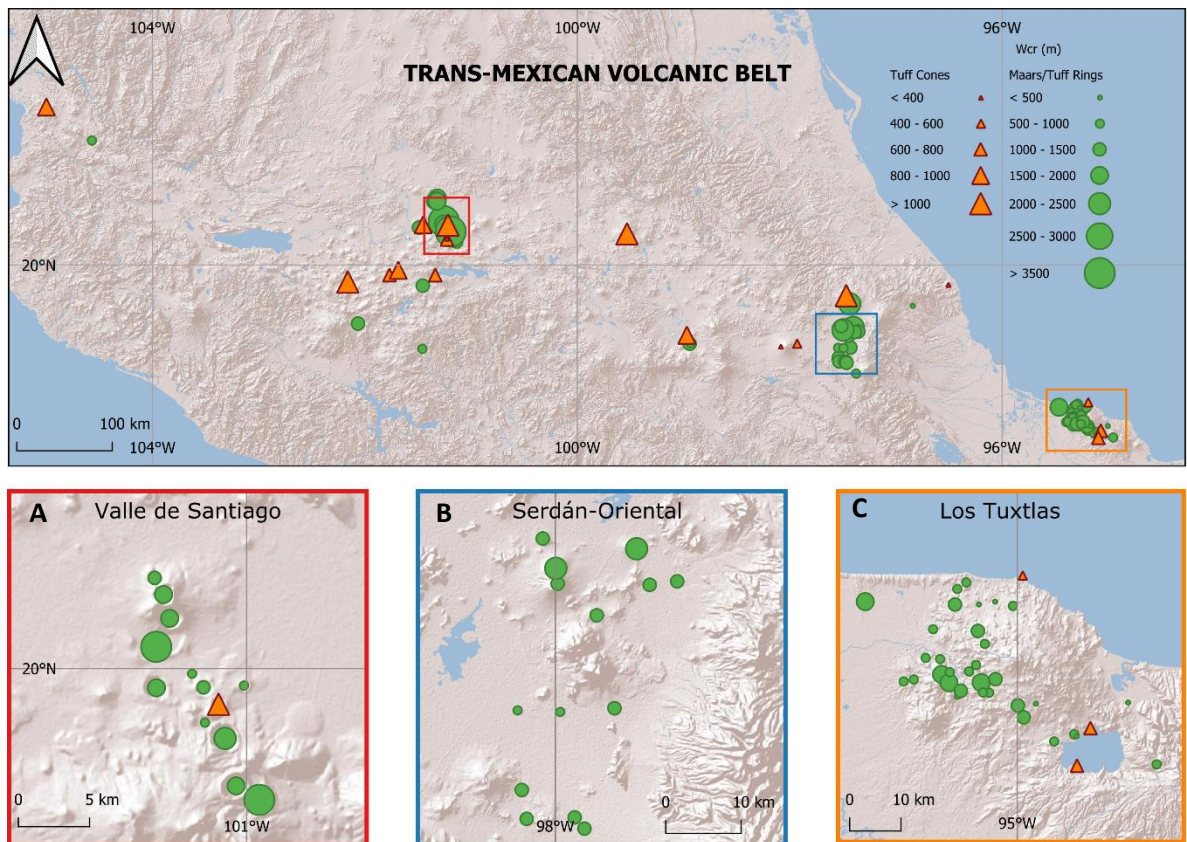 104°W
100°W
96°W
TRANS-MEXICAN VOLCANIC BELT
Wcr (m)
Tuff Cones
Maars/Tuff Rings
< 400
< 500
400 - 600
500 - 1000
600 - 800
1000 - 1500
800 - 1000
1500 - 2000
> 1000
2000 - 2500
2500 - 3000
> 3500
20°N
0
100 km
104°W
100°W
96°W
A
Valle de Santiago
20°N
0
5 km
101°W
B
Serdán-Oriental
0
10 km
98°W
C
Los Tuxtlas
0
10 km
95°W